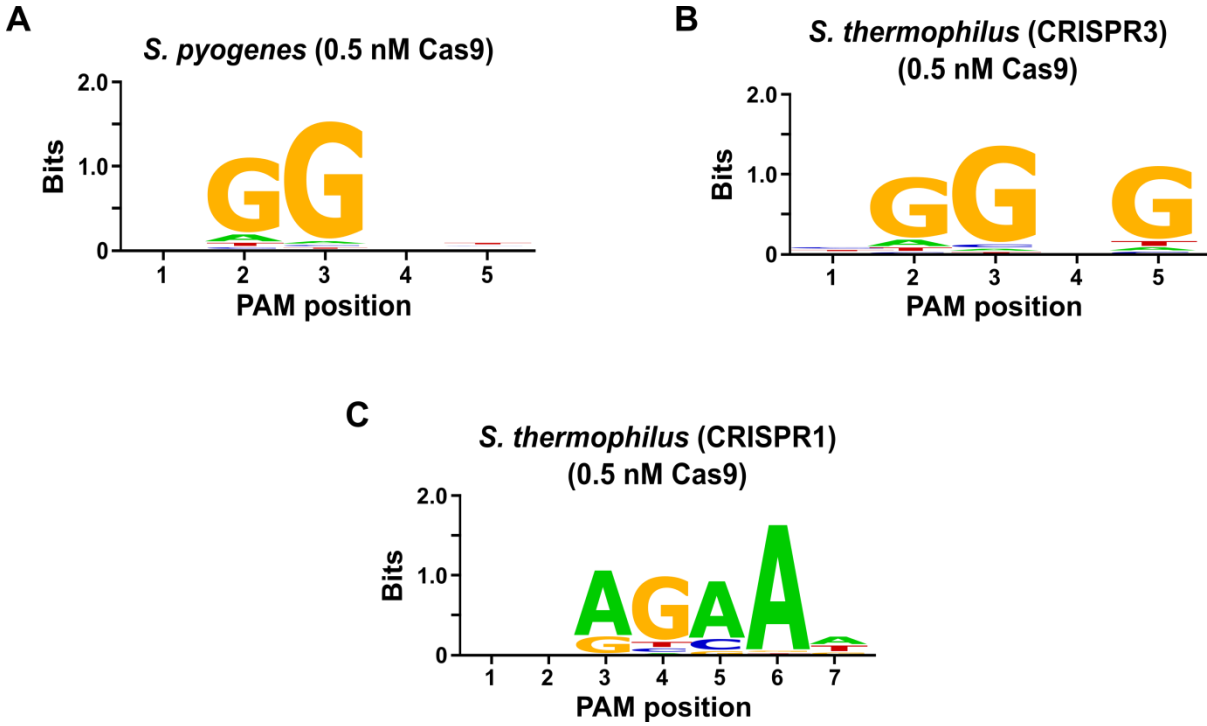 A
S. pyogenes (0.5 nM Cas9)
2.0
1.0
0
Bits
G G
A A
T
T
1 2 3 4 5
PAM position
B
S. thermophilus (CRISPR3)
(0.5 nM Cas9)
2.0
1.0
0
Bits
G G G
A C T
T A A
1 2 3 4 5
PAM position
C
S. thermophilus (CRISPR1)
(0.5 nM Cas9)
2.0
1.0
0
Bits
A G A A A
G T C T
C
1 2 3 4 5 6 7
PAM position